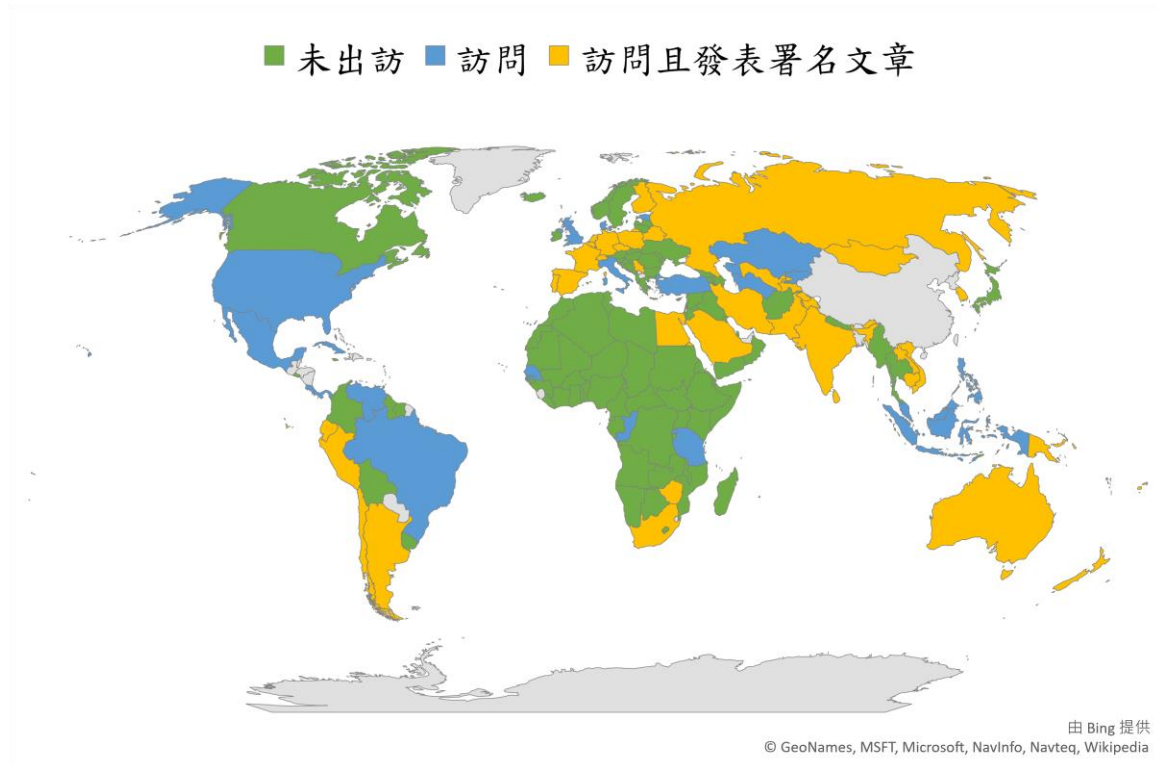 未出訪 訪問 訪問且發表署名文章
由 Bing 提供
© GeoNames, MSFT, Microsoft, NavInfo, Navteq, Wikipedia